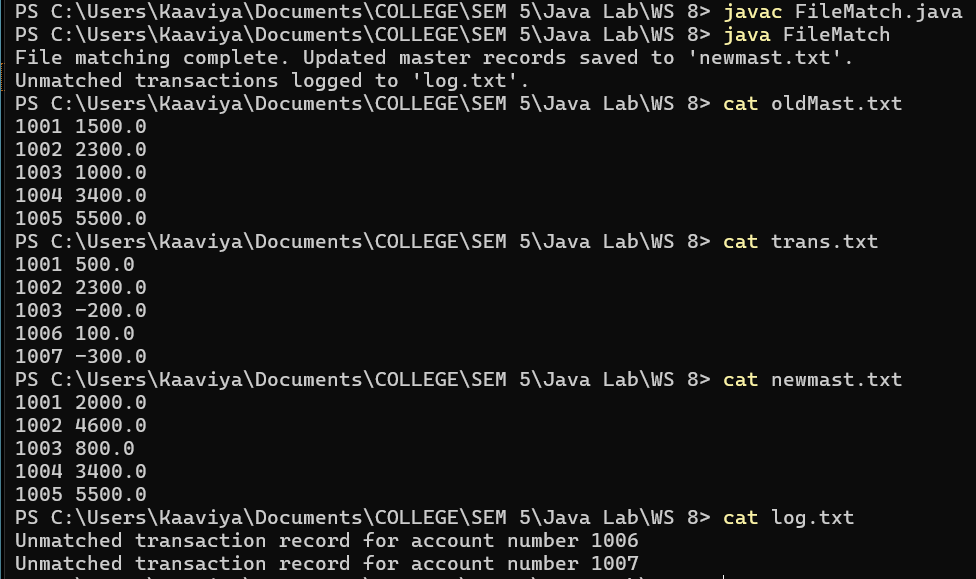 PS C:\Users\Kaaviya\Documents\COLLEGE\SEM 5\Java Lab\WS 8> javac FileMatch.java
PS C:\Users\Kaaviya\Documents\COLLEGE\SEM 5\Java Lab\WS 8> java FileMatch
File matching complete. Updated master records saved to 'newmast.txt'.
Unmatched transactions logged to 'log.txt'.
PS C:\Users\Kaaviya\Documents\COLLEGE\SEM 5\Java Lab\WS 8> cat oldMast.txt
1001 1500.0
1002 2300.0
1003 1000.0
1004 3400.0
1005 5500.0
PS C:\Users\Kaaviya\Documents\COLLEGE\SEM 5\Java Lab\WS 8> cat trans.txt
1001 500.0
1002 2300.0
1003 -200.0
1006 100.0
1007 -300.0
PS C:\Users\Kaaviya\Documents\COLLEGE\SEM 5\Java Lab\WS 8> cat newmast.txt
1001 2000.0
1002 4600.0
1003 800.0
1004 3400.0
1005 5500.0
PS C:\Users\Kaaviya\Documents\COLLEGE\SEM 5\Java Lab\WS 8> cat log.txt
Unmatched transaction record for account number 1006
Unmatched transaction record for account number 1007